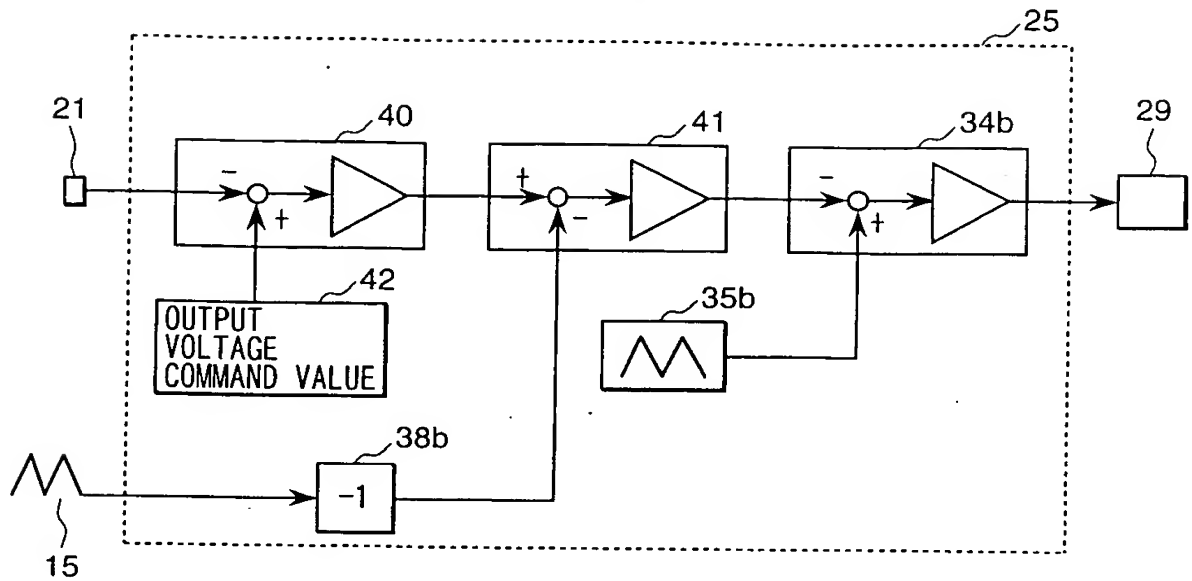 25
21
40
41
34b
29
-
+
+
-
-
+
42
OUTPUT
VOLTAGE
COMMAND VALUE
35b
38b
-1
15